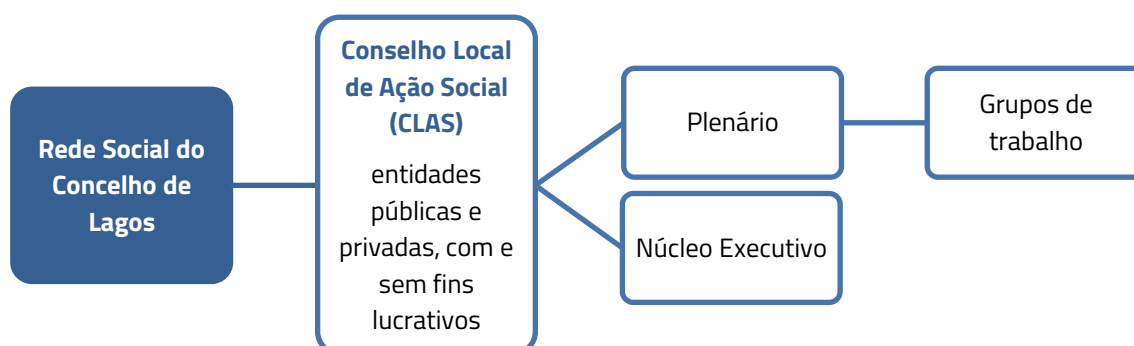 Rede Social do
Concelho de
Lagos
Conselho Local
de Ação Social
(CLAS)
entidades
públicas e
privadas, com e
sem fins
lucrativos
Plenário
Núcleo Executivo
Grupos de
trabalho